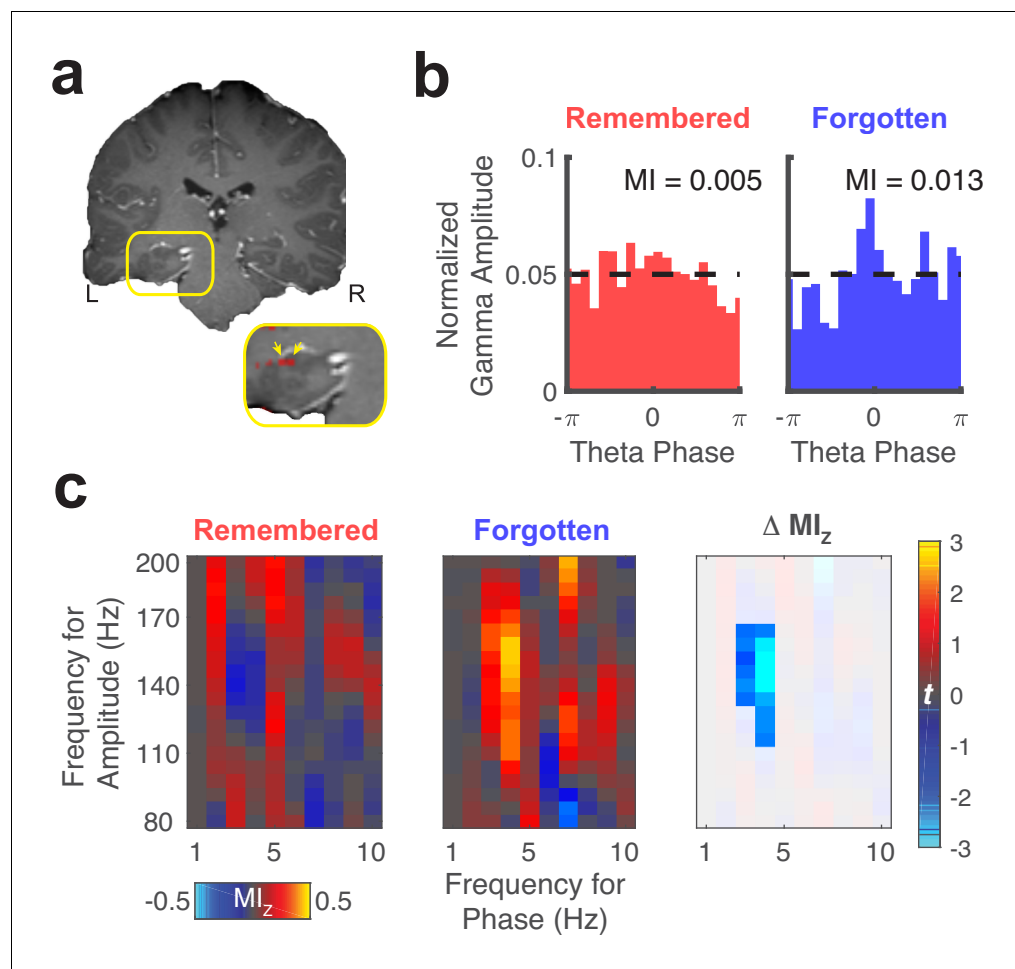 a
L
R
b
Remembered
Forgotten
Normalized
Gamma Amplitude
0.1
0.05
0
MI = 0.005
MI = 0.013
-π 0 π
-π 0 π
Theta Phase
Theta Phase
c
Remembered
Forgotten
Δ MIz
Frequency for
Amplitude (Hz)
200
170
140
110
80
1 5 10
1 5 10
1 5 10
Frequency for
Phase (Hz)
-0.5 MIz 0.5
3
2
1
t 0
-1
-2
-3